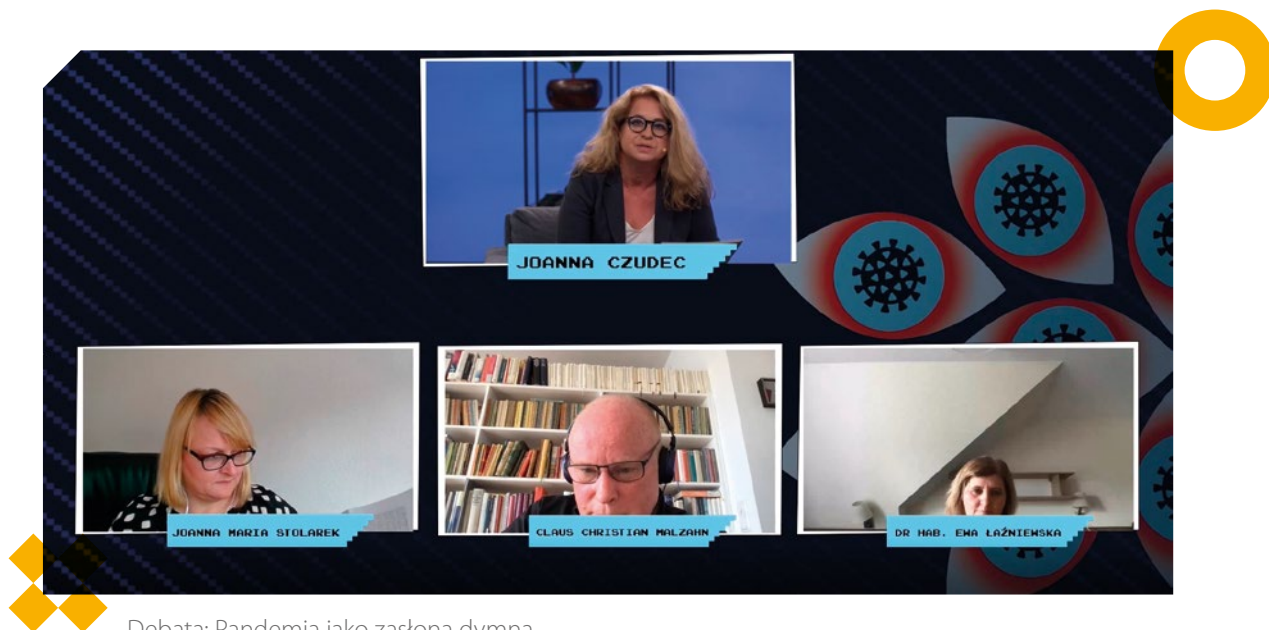 JOANNA CZUDEC
JOANNA MARIA STOLAREK
CLAUS CHRISTIAN MALZAHN
DR HAB. EWA ŁAŹNIEWSKA
Debata: Pandemia jako zasłona dymna